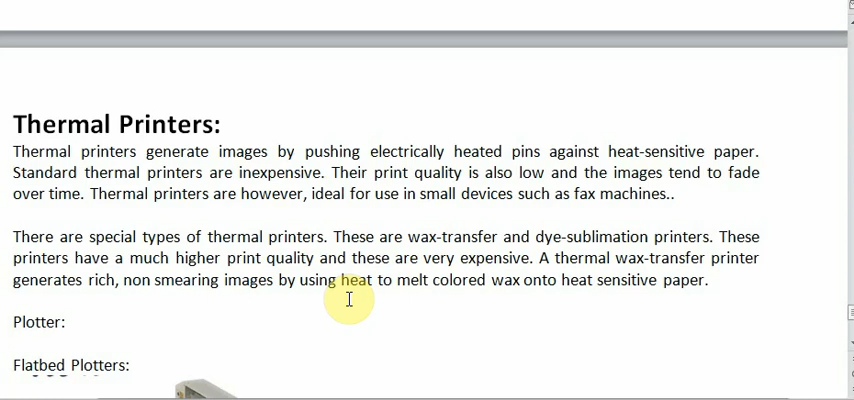 Thermal Printers:
Thermal printers generate images by pushing electrically heated pins against heat-sensitive paper.
Standard thermal printers are inexpensive. Their print quality is also low and the images tend to fade
over time. Thermal printers are however, ideal for use in small devices such as fax machines..
There are special types of thermal printers. These are wax-transfer and dye-sublimation printers. These
printers have a much higher print quality and these are very expensive. A thermal wax-transfer printer
generates rich, non smearing images by using heat to melt colored wax onto heat sensitive paper.
Plotter:
Flatbed Plotters: